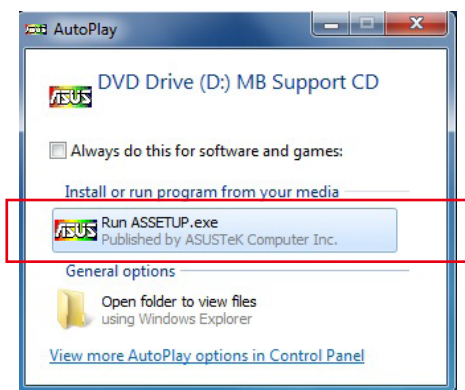 AutoPlay
DVD Drive (D:) MB Support CD
Always do this for software and games:
Install or run program from your media
Run ASSETUP.exe
Published by ASUSTeK Computer Inc.
General options
Open folder to view files
using Windows Explorer
View more AutoPlay options in Control Panel